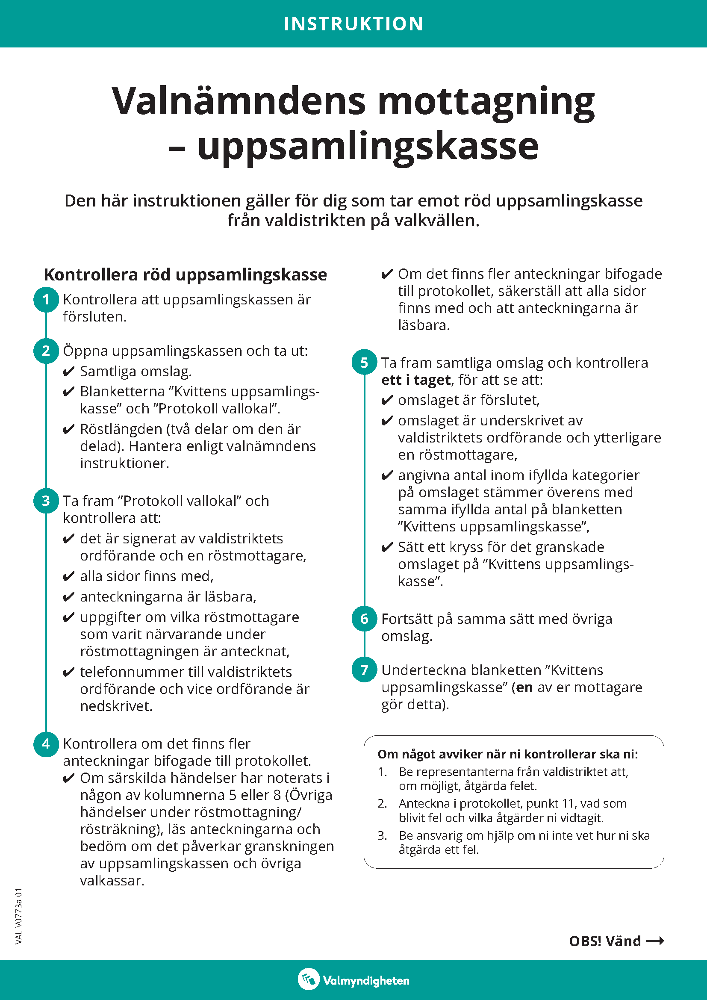 INSTRUKTION
Valnämndens mottagning
– uppsamlingskasse
Den här instruktionen gäller för dig som tar emot röd uppsamlingskasse
från valdistrikten på valkvällen.
Kontrollera röd uppsamlingskasse
1 Kontrollera att uppsamlingskassen är
försluten.
2 Öppna uppsamlingskassen och ta ut:
✔ Samtliga omslag.
✔ Blanketterna ”Kvittens uppsamlings-
kasse” och ”Protokoll vallokal”.
✔ Röstlängden (två delar om den är
delad). Hantera enligt valnämndens
instruktioner.
3 Ta fram ”Protokoll vallokal” och
kontrollera att:
✔ det är signerat av valdistriktets
ordförande och en röstmottagare,
✔ alla sidor finns med,
✔ anteckningarna är läsbara,
✔ uppgifter om vilka röstmottagare
som varit närvarande under
röstmottagningen är antecknat,
✔ telefonnummer till valdistriktets
ordförande och vice ordförande är
nedskrivet.
4 Kontrollera om det finns fler
anteckningar bifogade till protokollet.
✔ Om särskilda händelser har noterats i
någon av kolumnerna 5 eller 8 (Övriga
händelser under röstmottagning/
rösträkning), läs anteckningarna och
bedöm om det påverkar granskningen
av uppsamlingskassen och övriga
valkassar.
✔ Om det finns fler anteckningar bifogade
till protokollet, säkerställ att alla sidor
finns med och att anteckningarna är
läsbara.
5 Ta fram samtliga omslag och kontrollera
ett i taget, för att se att:
✔ omslaget är förslutet,
✔ omslaget är underskrivet av
valdistriktets ordförande och ytterligare
en röstmottagare,
✔ angivna antal inom ifyllda kategorier
på omslaget stämmer överens med
samma ifyllda antal på blanketten
”Kvittens uppsamlingskasse”,
✔ Sätt ett kryss för det granskade
omslaget på ”Kvittens uppsamlings-
kasse”.
6 Fortsätt på samma sätt med övriga
omslag.
7 Underteckna blanketten ”Kvittens
uppsamlingskasse” (en av er mottagare
gör detta).
Om något avviker när ni kontrollerar ska ni:
1. Be representanterna från valdistriktet att,
om möjligt, åtgärda felet.
2. Anteckna i protokollet, punkt 11, vad som
blivit fel och vilka åtgärder ni vidtagit.
3. Be ansvarig om hjälp om ni inte vet hur ni ska
åtgärda ett fel.
VAL V0773a 01
OBS! Vänd →
Valmyndigheten